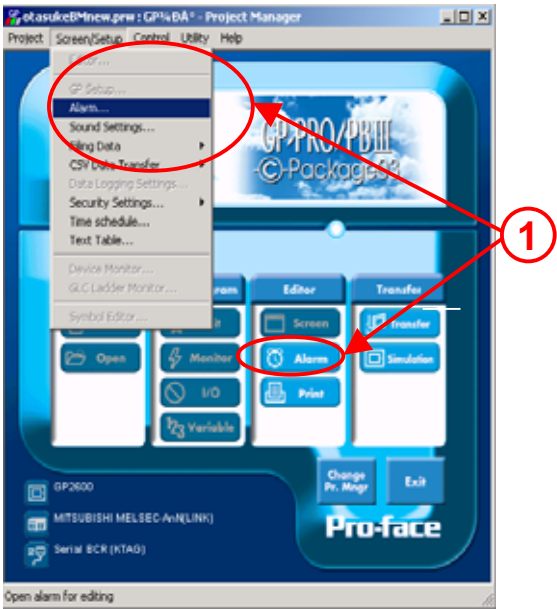 otasukeBMnew.prw : GP¼ÐÅ° - Project Manager
Project Screen/Setup Control Utility Help
Editor...
GP Setup...
Alarm...
Sound Settings...
Filing Data
CSV Data Transfer
Data Logging Settings...
Security Settings...
Time schedule...
Text Table...
Device Monitor...
GLC Ladder Monitor...
Symbol Editor...
GP-PRO/PBIII
C-Package03
1
Editor Transfer
Screen Transfer
Open Monitor Alarm Simulation
I/O Print
Variable
Change
Pr. Mngr
Exit
GP2600
MITSUBISHI MELSEC-AnN(LINK)
Serial BCR (KTAG)
Pro-face
Open alarm for editing